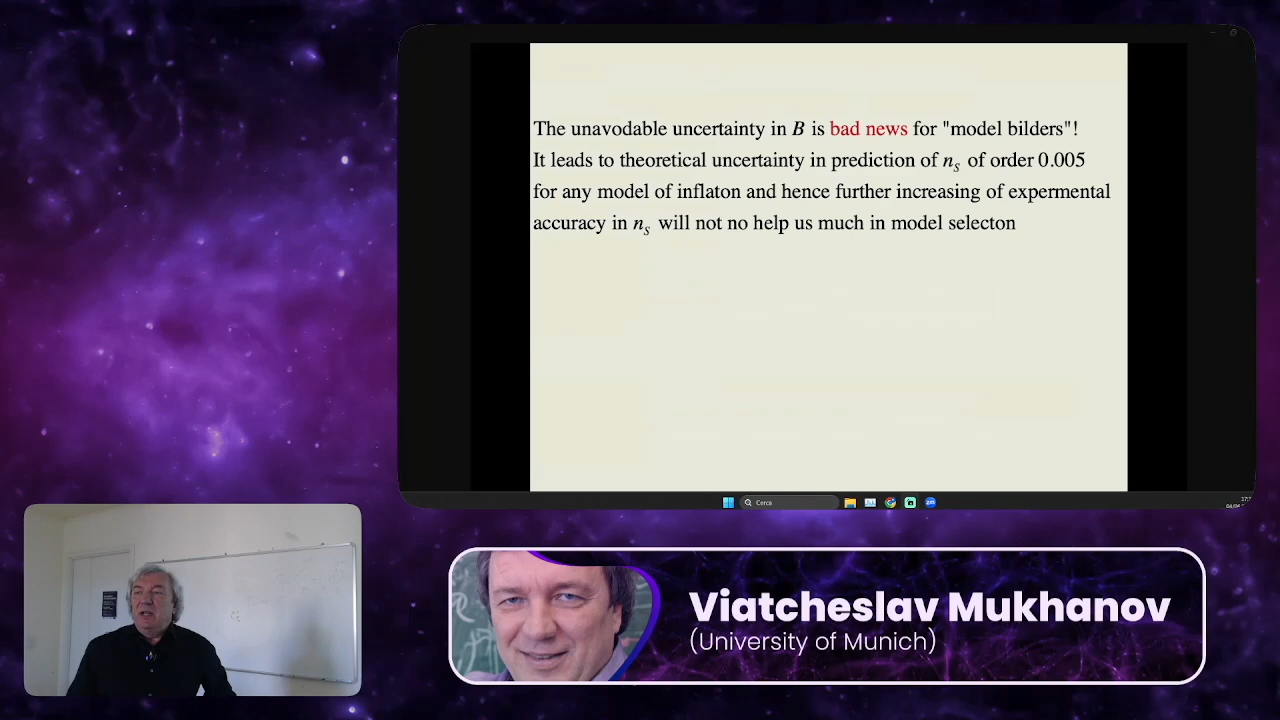 The unavodable uncertainty in B is bad news for "model bilders"!
It leads to theoretical uncertainty in prediction of nₛ of order 0.005
for any model of inflaton and hence further increasing of expermental
accuracy in nₛ will not no help us much in model selecton
Cerca
Viatcheslav Mukhanov
(University of Munich)